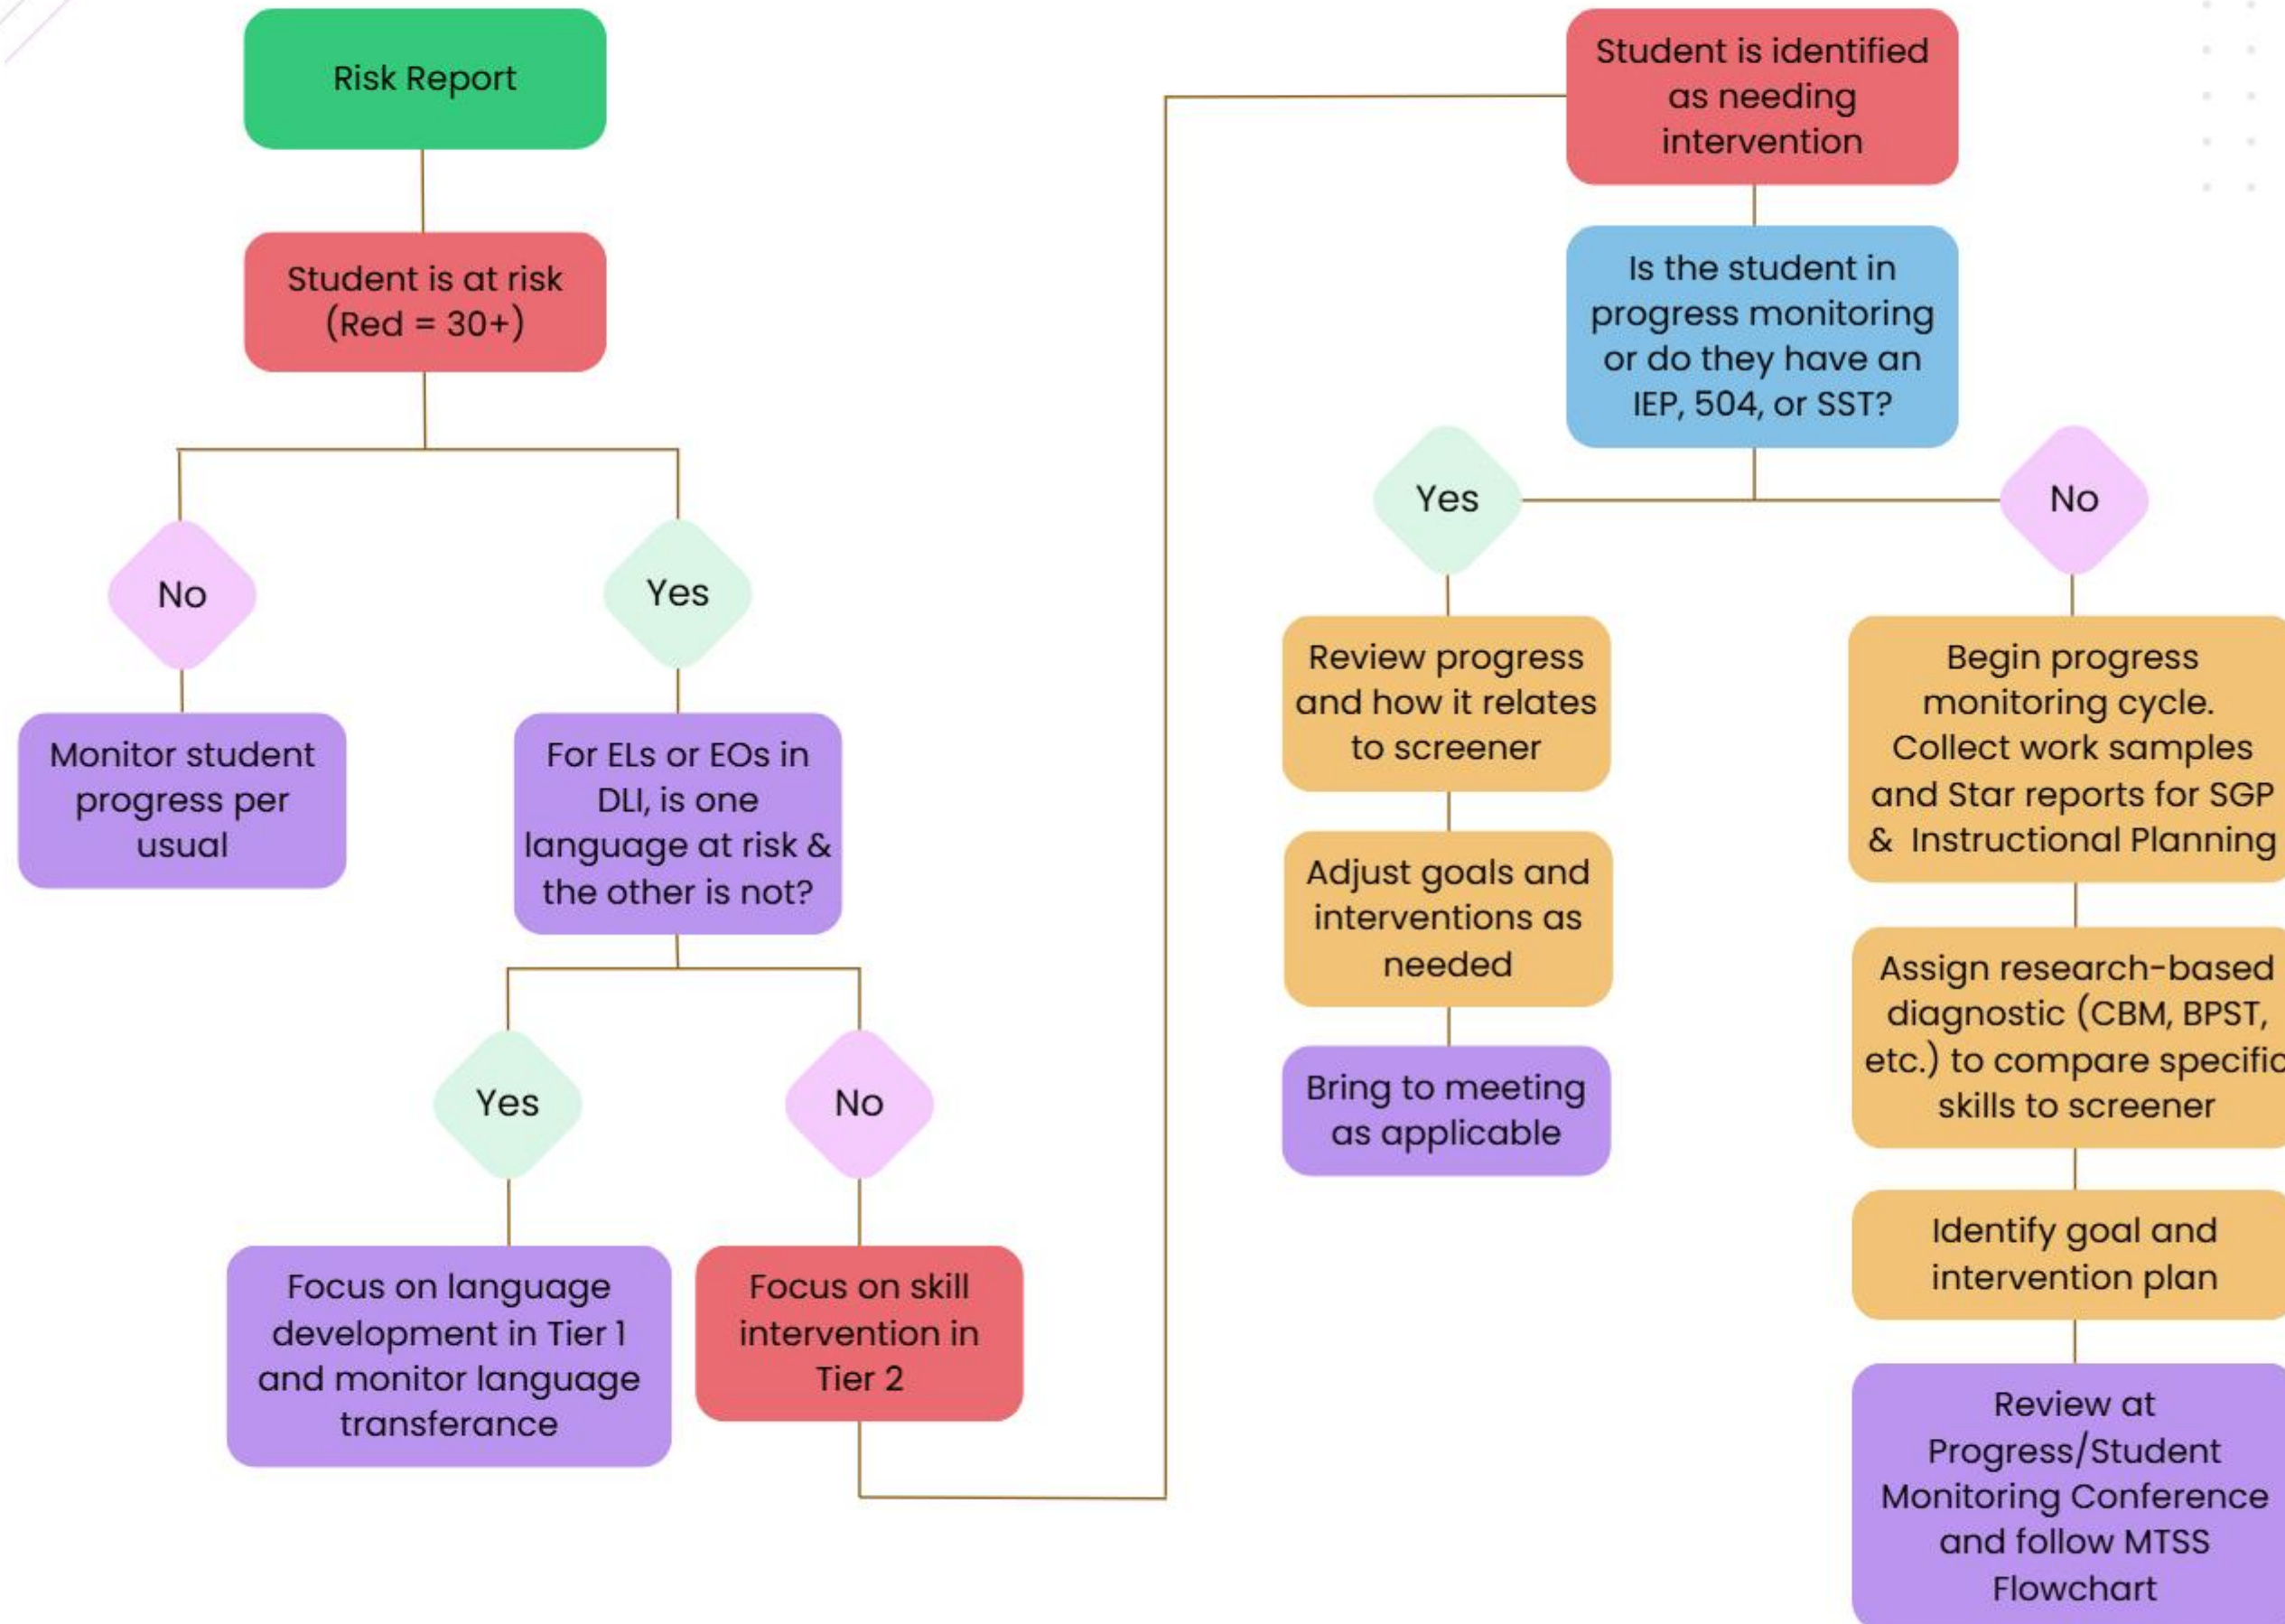 Risk Report
Student is at risk
(Red = 30+)
No
Yes
Monitor student
progress per
usual
For ELs or EOs in
DLI, is one
language at risk &
the other is not?
Yes
No
Focus on language
development in Tier 1
and monitor language
transferance
Focus on skill
intervention in
Tier 2
Student is identified
as needing
intervention
Is the student in
progress monitoring
or do they have an
IEP, 504, or SST?
Yes
No
Review progress
and how it relates
to screener
Adjust goals and
interventions as
needed
Bring to meeting
as applicable
Begin progress
monitoring cycle.
Collect work samples
and Star reports for SGP
& Instructional Planning
Assign research-based
diagnostic (CBM, BPST,
etc.) to compare specific
skills to screener
Identify goal and
intervention plan
Review at
Progress/Student
Monitoring Conference
and follow MTSS
Flowchart